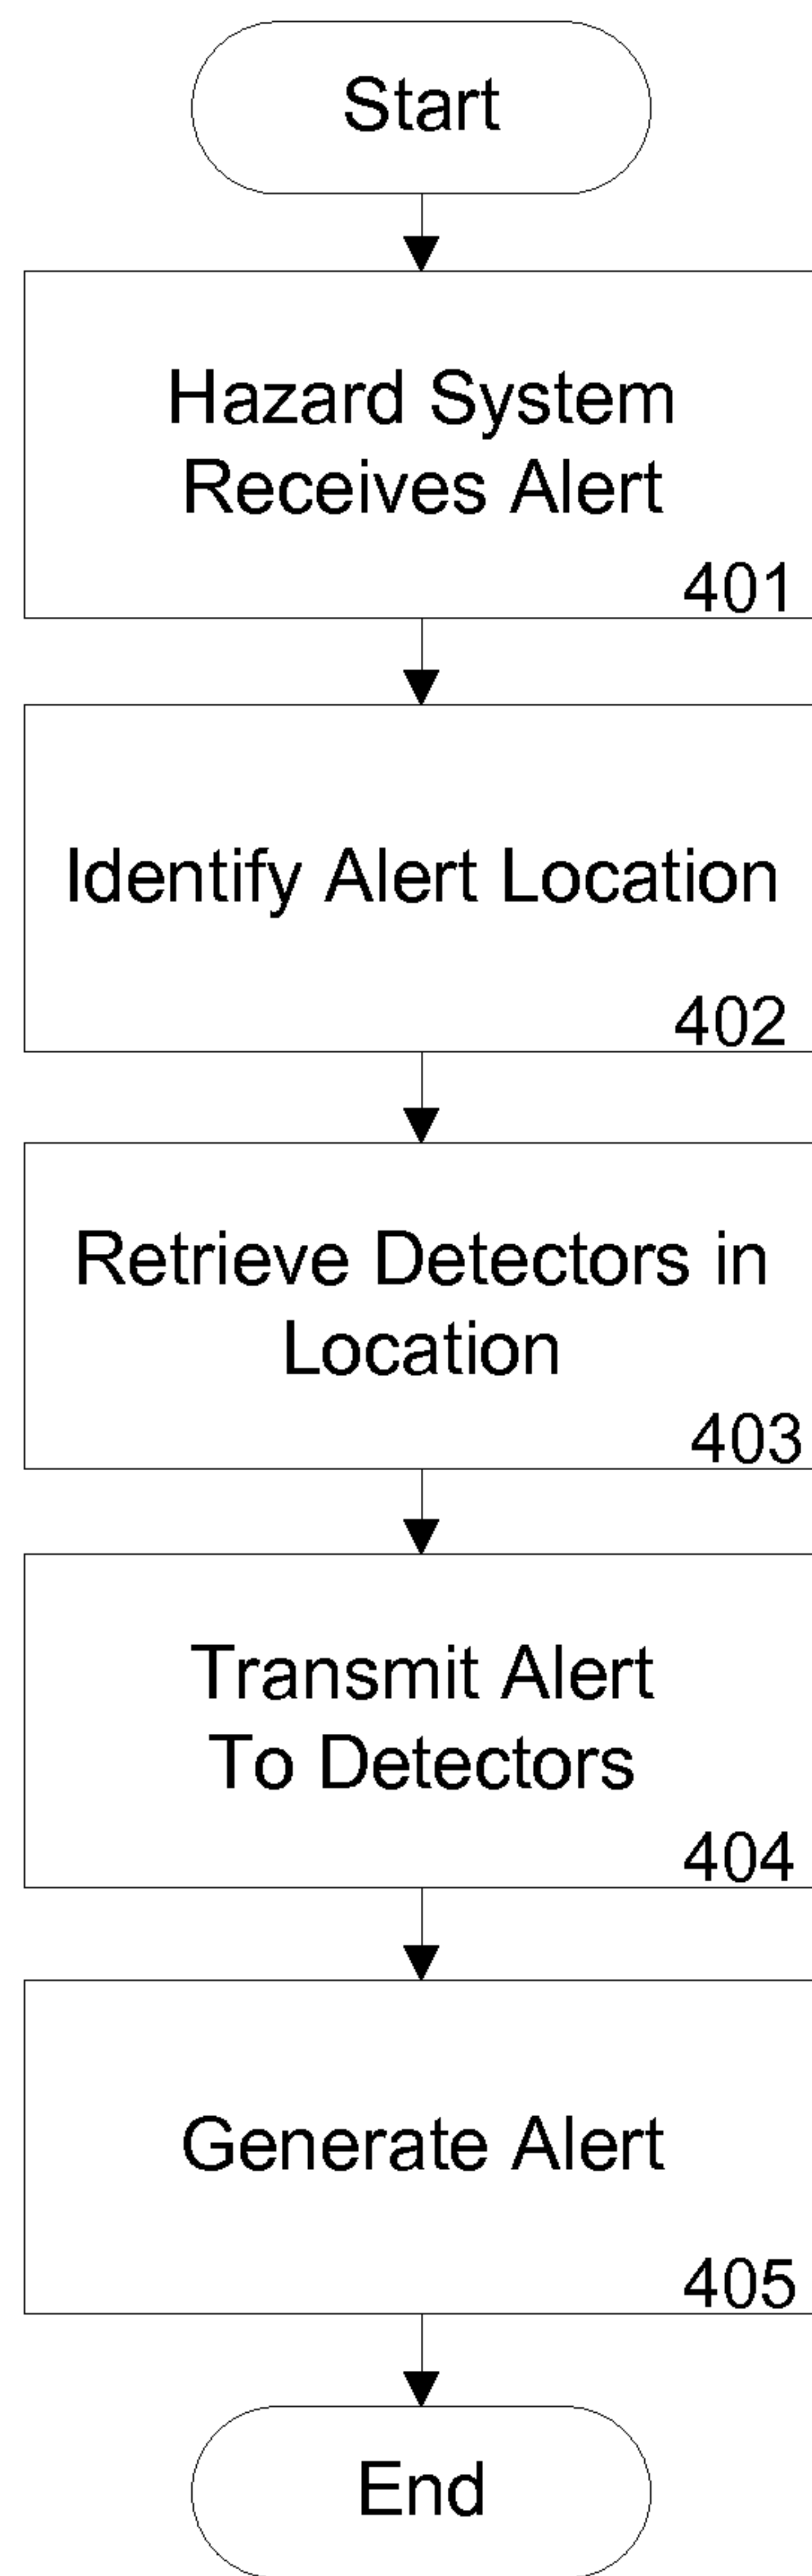 Start
Hazard System
Receives Alert
401
Identify Alert Location
402
Retrieve Detectors in
Location
403
Transmit Alert
To Detectors
404
Generate Alert
405
End